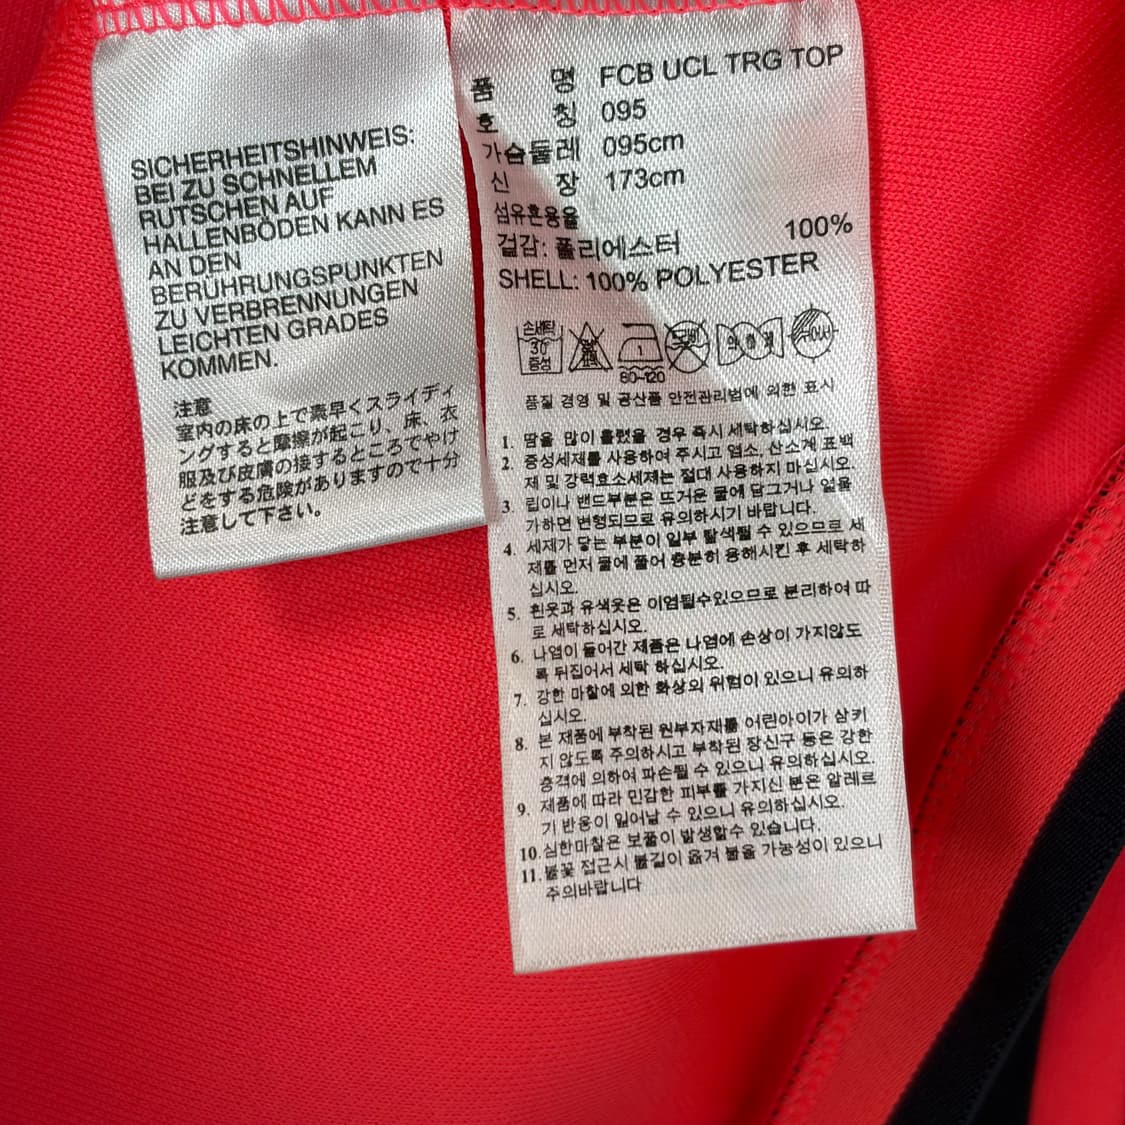 SICHERHEITSHINWEIS:
BEI ZU SCHNELLEM
RUTSCHEN AUF
HALLENBÖDEN KANN ES
AN DEN
BERÜHRUNGSPUNKTEN
ZU VERBRENNUNGEN
LEICHTEN GRADES
KOMMEN.
注意
室内の床の上で素早くスライディ
ングすると摩擦が起こり、床、衣
服及び皮膚の接するところでやけ
どをする危険がありますので十分
注意して下さい。
품 명 FCB UCL TRG TOP
호 칭 095
가슴둘레 095cm
신 장 173cm
섬유혼용율
겉감: 폴리에스터 100%
SHELL: 100% POLYESTER
손세탁
30°
중성
1
80~120
드라이
품질 경영 및 공산품 안전관리법에 의한 표시
1. 땀을 많이 흘렸을 경우 즉시 세탁하십시오.
2. 중성세제를 사용하여 주시고 염소, 산소계 표백
제 및 강력효소세제는 절대 사용하지 마십시오.
3. 립이나 밴드부분은 뜨거운 물에 담그거나 열을
가하면 변형되므로 유의하시기 바랍니다.
4. 세제가 닿는 부분이 일부 탈색될 수 있으므로 세
제를 먼저 물에 풀어 충분히 용해시킨 후 세탁하
십시오.
5. 흰옷과 유색옷은 이염될수있으므로 분리하여 따
로 세탁하십시오.
6. 나염이 들어간 제품은 나염에 손상이 가지않도
록 뒤집어서 세탁 하십시오.
7. 강한 마찰에 의한 화상의 위험이 있으니 유의하
십시오.
8. 본 제품에 부착된 원부자재를 어린아이가 삼키
지 않도록 주의하시고 부착된 장신구 등은 강한
충격에 의하여 파손될 수 있으니 유의하십시오.
9. 제품에 따라 민감한 피부를 가지신 분은 알레르
기 반응이 일어날 수 있으니 유의하십시오.
10.심한마찰은 보풀이 발생할수 있습니다.
11.불꽃 접근시 불길이 옮겨 붙을 가능성이 있으니
주의바랍니다